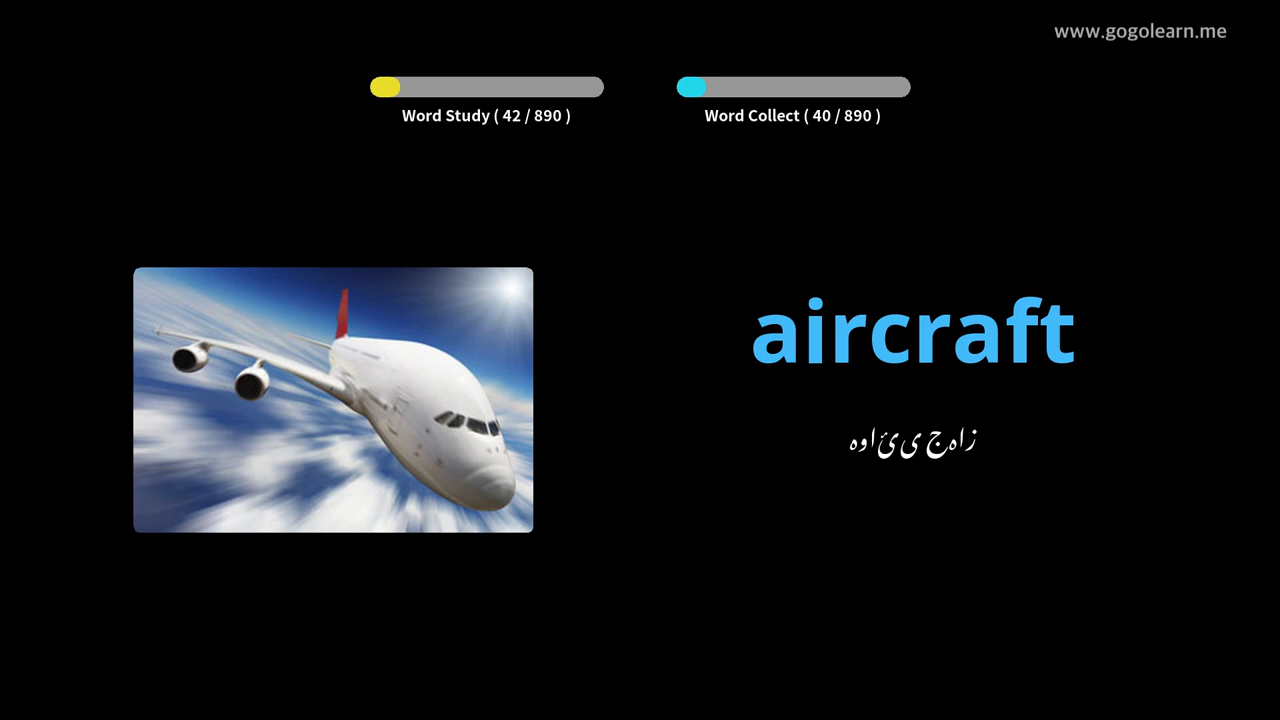 www.gogolearn.me
Word Study ( 42 / 890 )
Word Collect ( 40 / 890 )
aircraft
زاہج یئاوہ